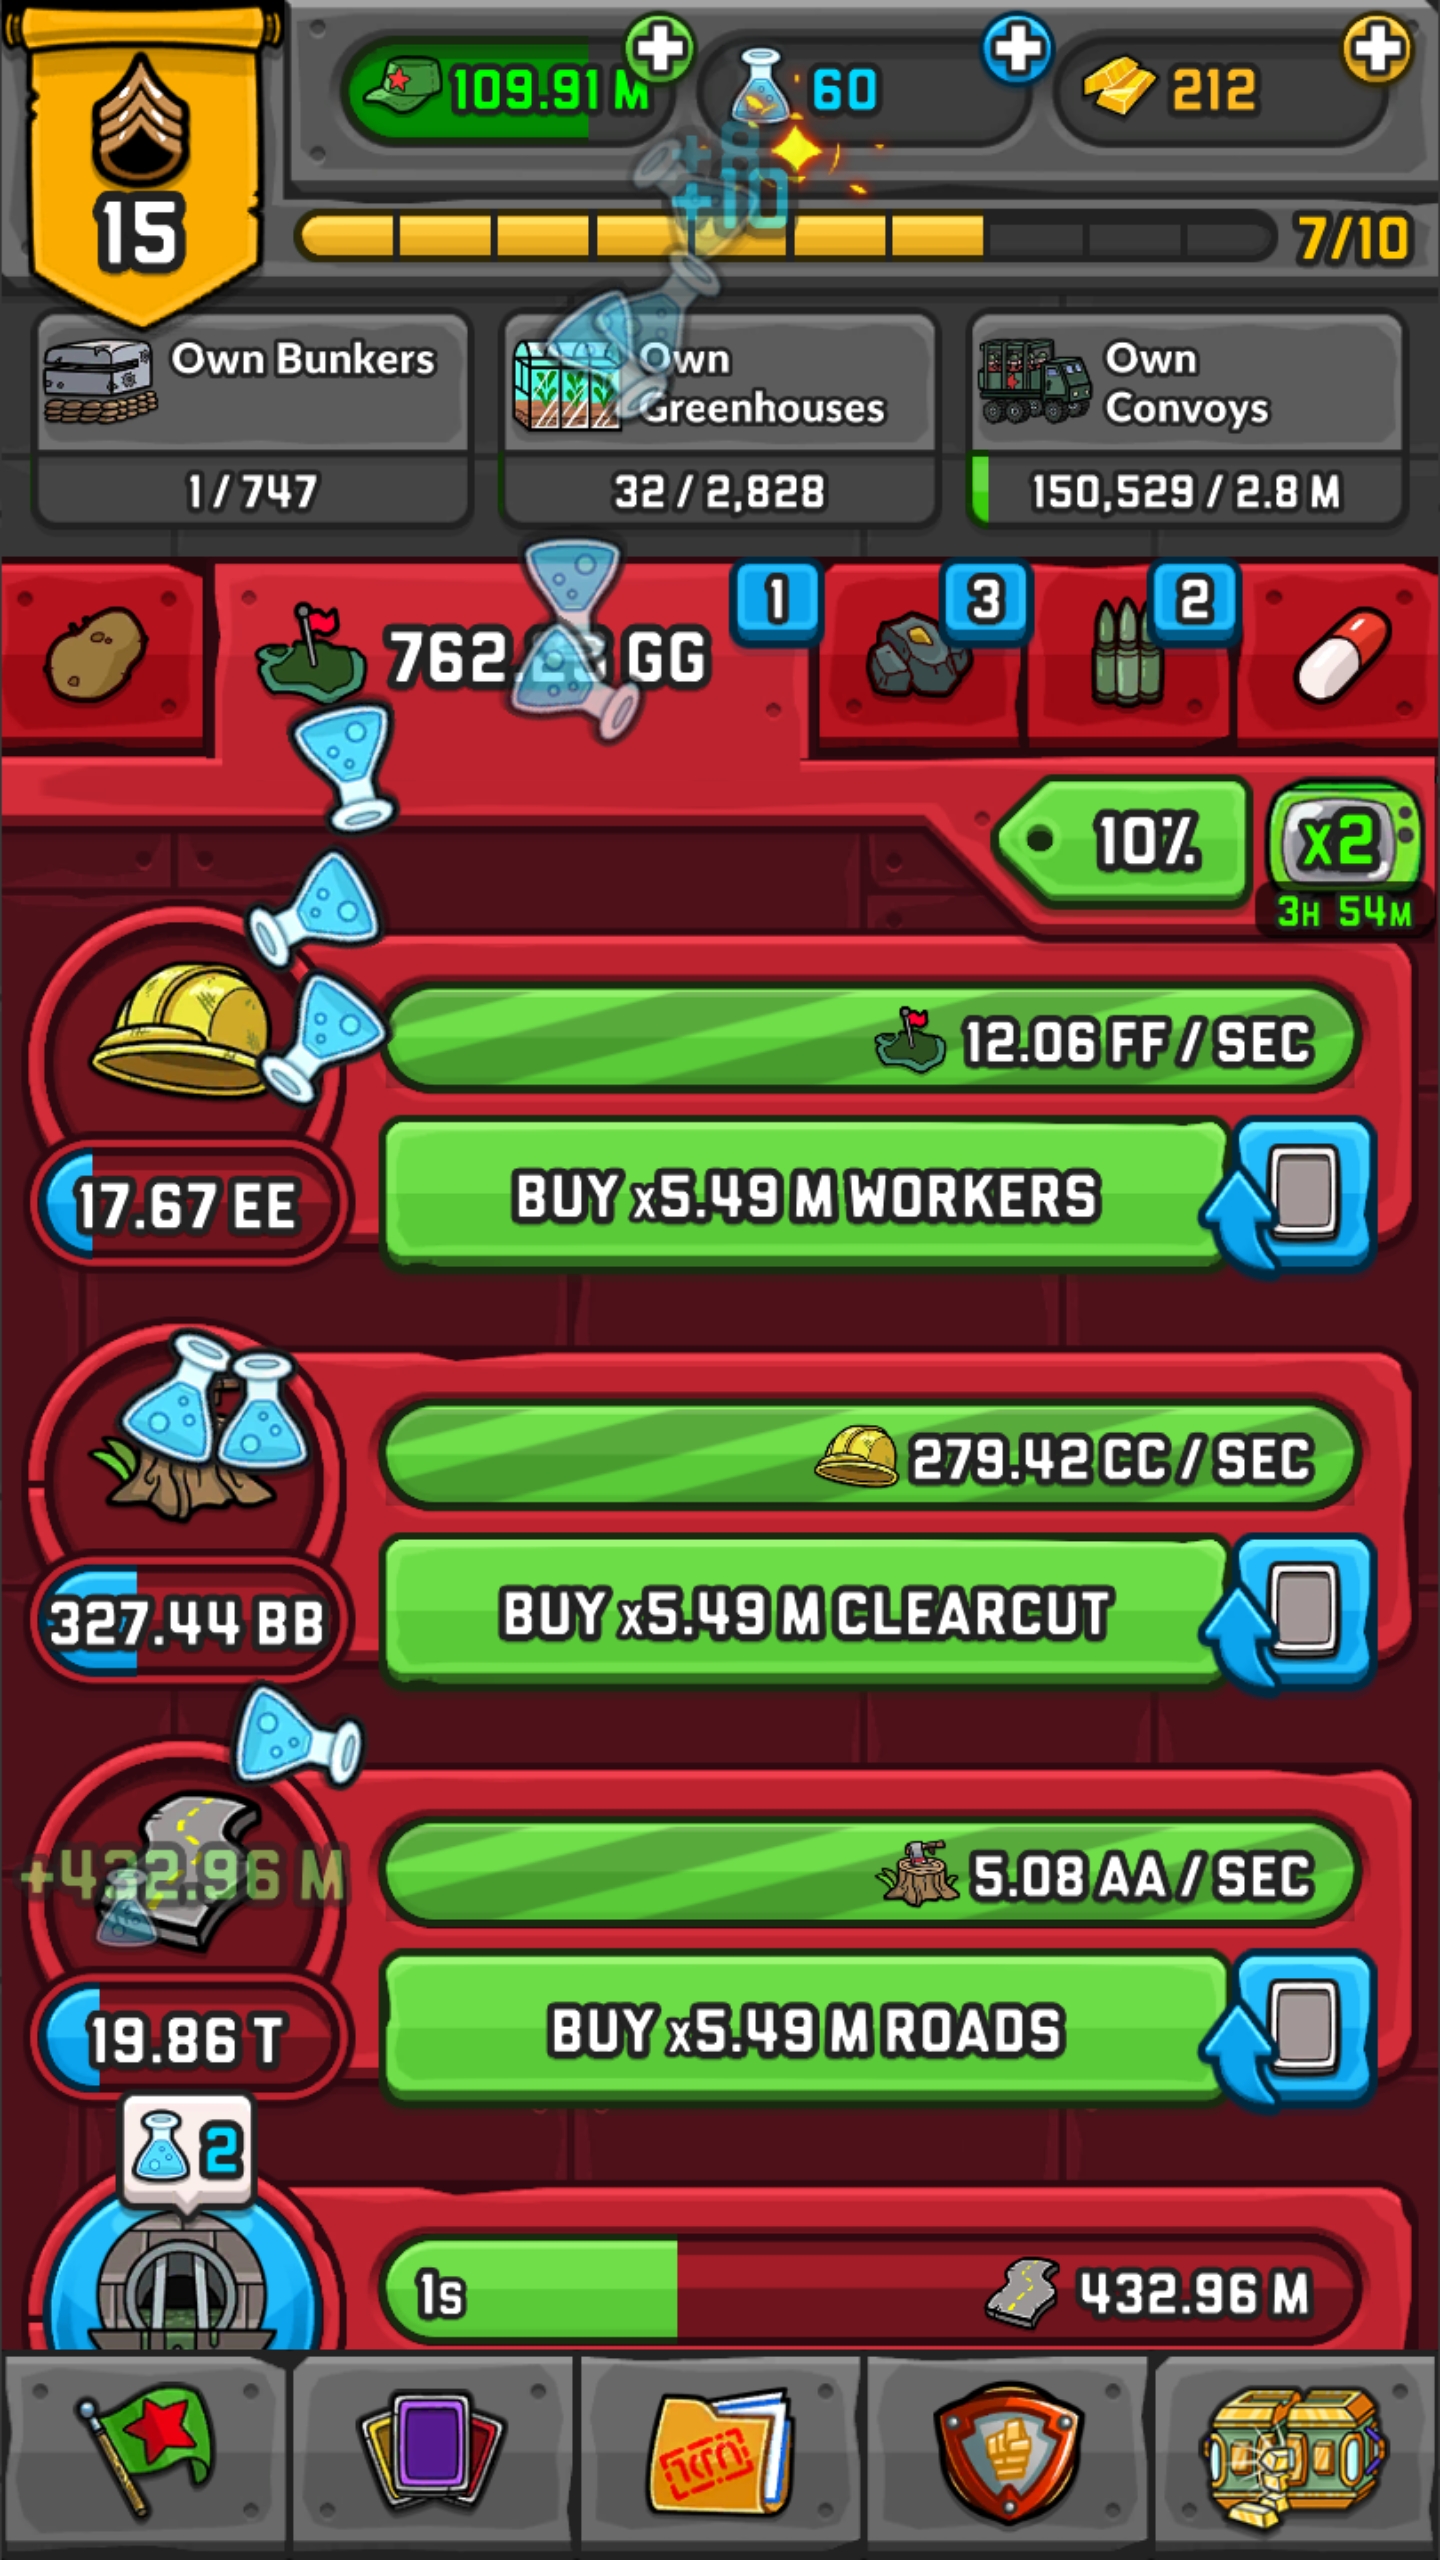 109.91 M
60
212
+8
+10
15
7/10
Own Bunkers
Own Greenhouses
Own Convoys
1 / 747
32 / 2,828
150,529 / 2.8 M
1
3
2
GG
10%
x2
3H 54M
12.06 FF / SEC
17.67 EE
BUY x5.49 M WORKERS
279.42 CC / SEC
327.44 BB
BUY x5.49 M CLEARCUT
+432.96 M
5.08 AA / SEC
19.86 T
BUY x5.49 M ROADS
2
1s
432.96 M